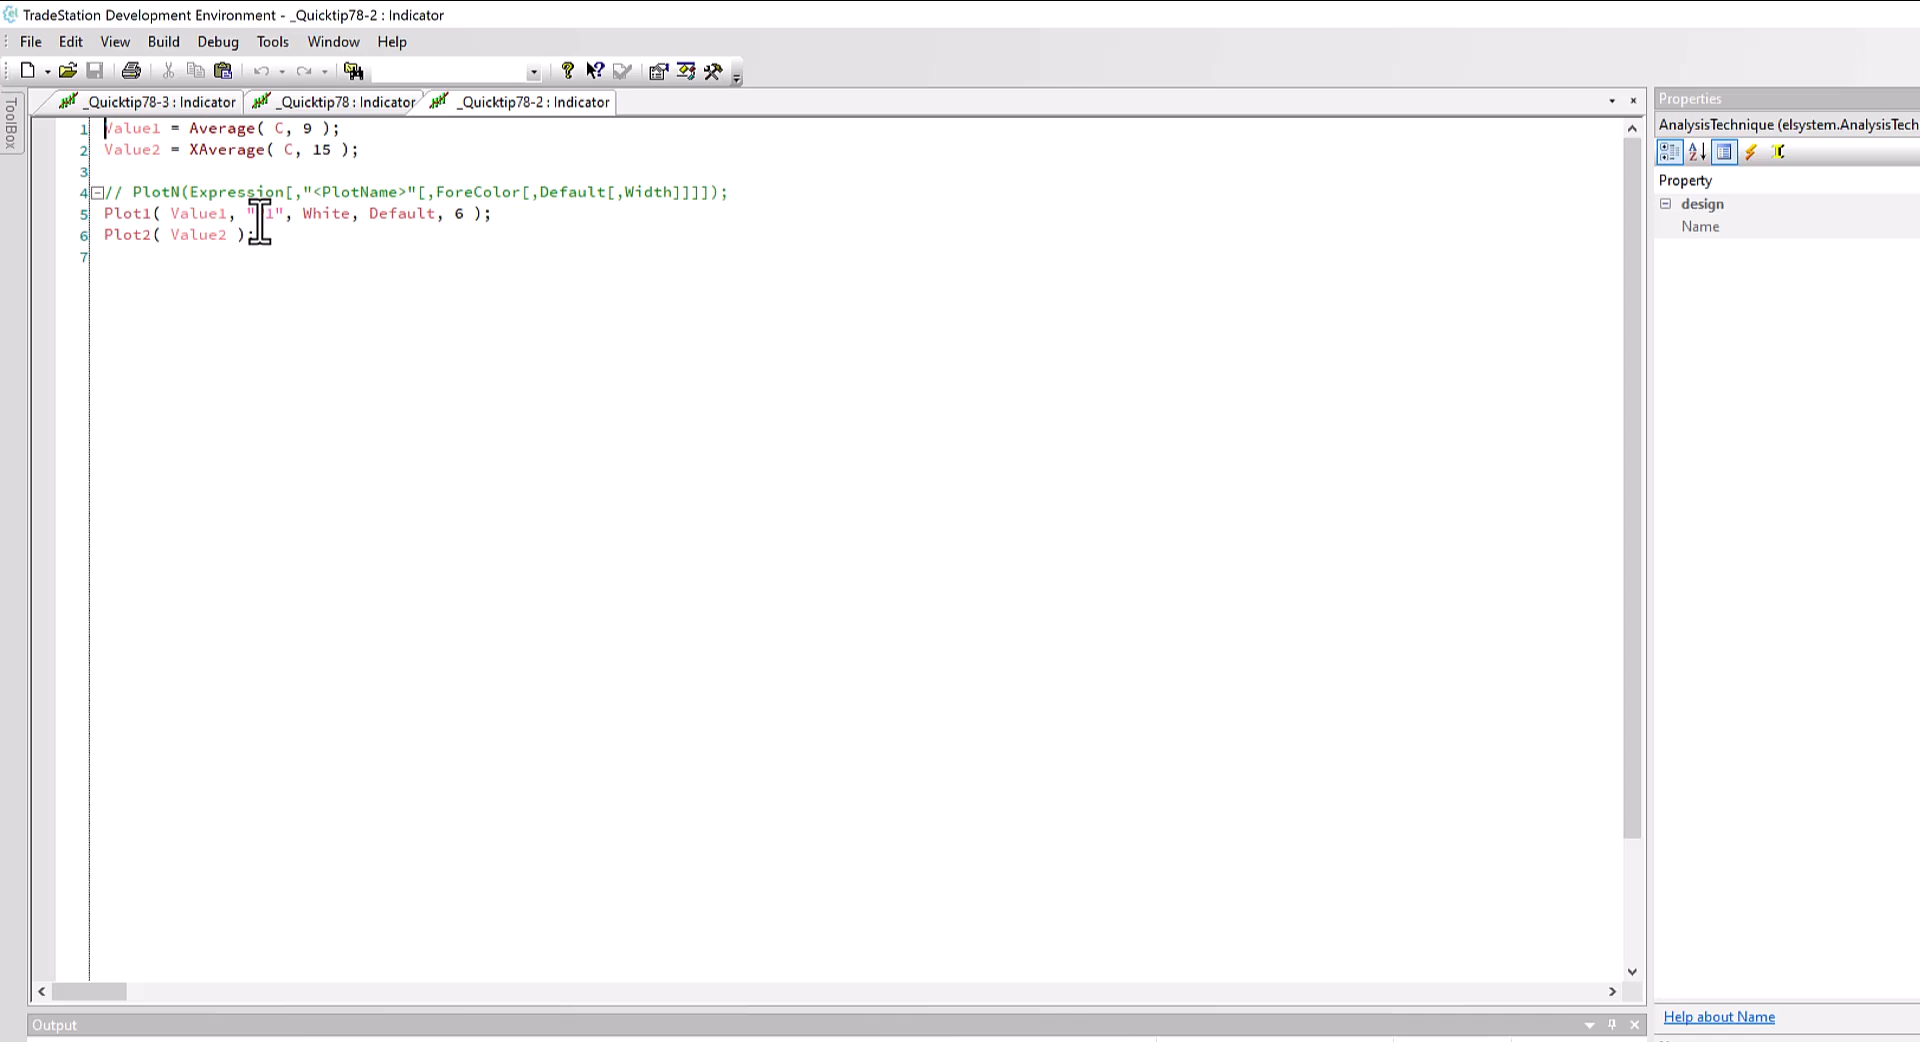 TradeStation Development Environment - _Quicktip78-2 : Indicator
File Edit View Build Debug Tools Window Help
ToolBox
_Quicktip78-3 : Indicator _Quicktip78 : Indicator _Quicktip78-2 : Indicator
1 Value1 = Average( C, 9 );
2 Value2 = XAverage( C, 15 );
3
4 // PlotN(Expression[,"<PlotName>"[,ForeColor[,Default[,Width]]]]);
5 Plot1( Value1, " 1", White, Default, 6 );
6 Plot2( Value2 );
7
Output
Properties
AnalysisTechnique (elsystem.AnalysisTech
Property
design
Name
Help about Name